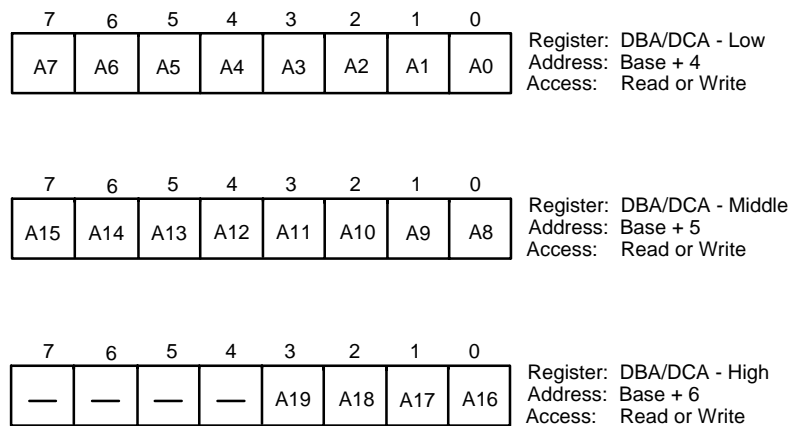 7 6 5 4 3 2 1 0
A7 A6 A5 A4 A3 A2 A1 A0
Register: DBA/DCA - Low
Address: Base + 4
Access: Read or Write
7 6 5 4 3 2 1 0
A15 A14 A13 A12 A11 A10 A9 A8
Register: DBA/DCA - Middle
Address: Base + 5
Access: Read or Write
7 6 5 4 3 2 1 0
— — — — A19 A18 A17 A16
Register: DBA/DCA - High
Address: Base + 6
Access: Read or Write